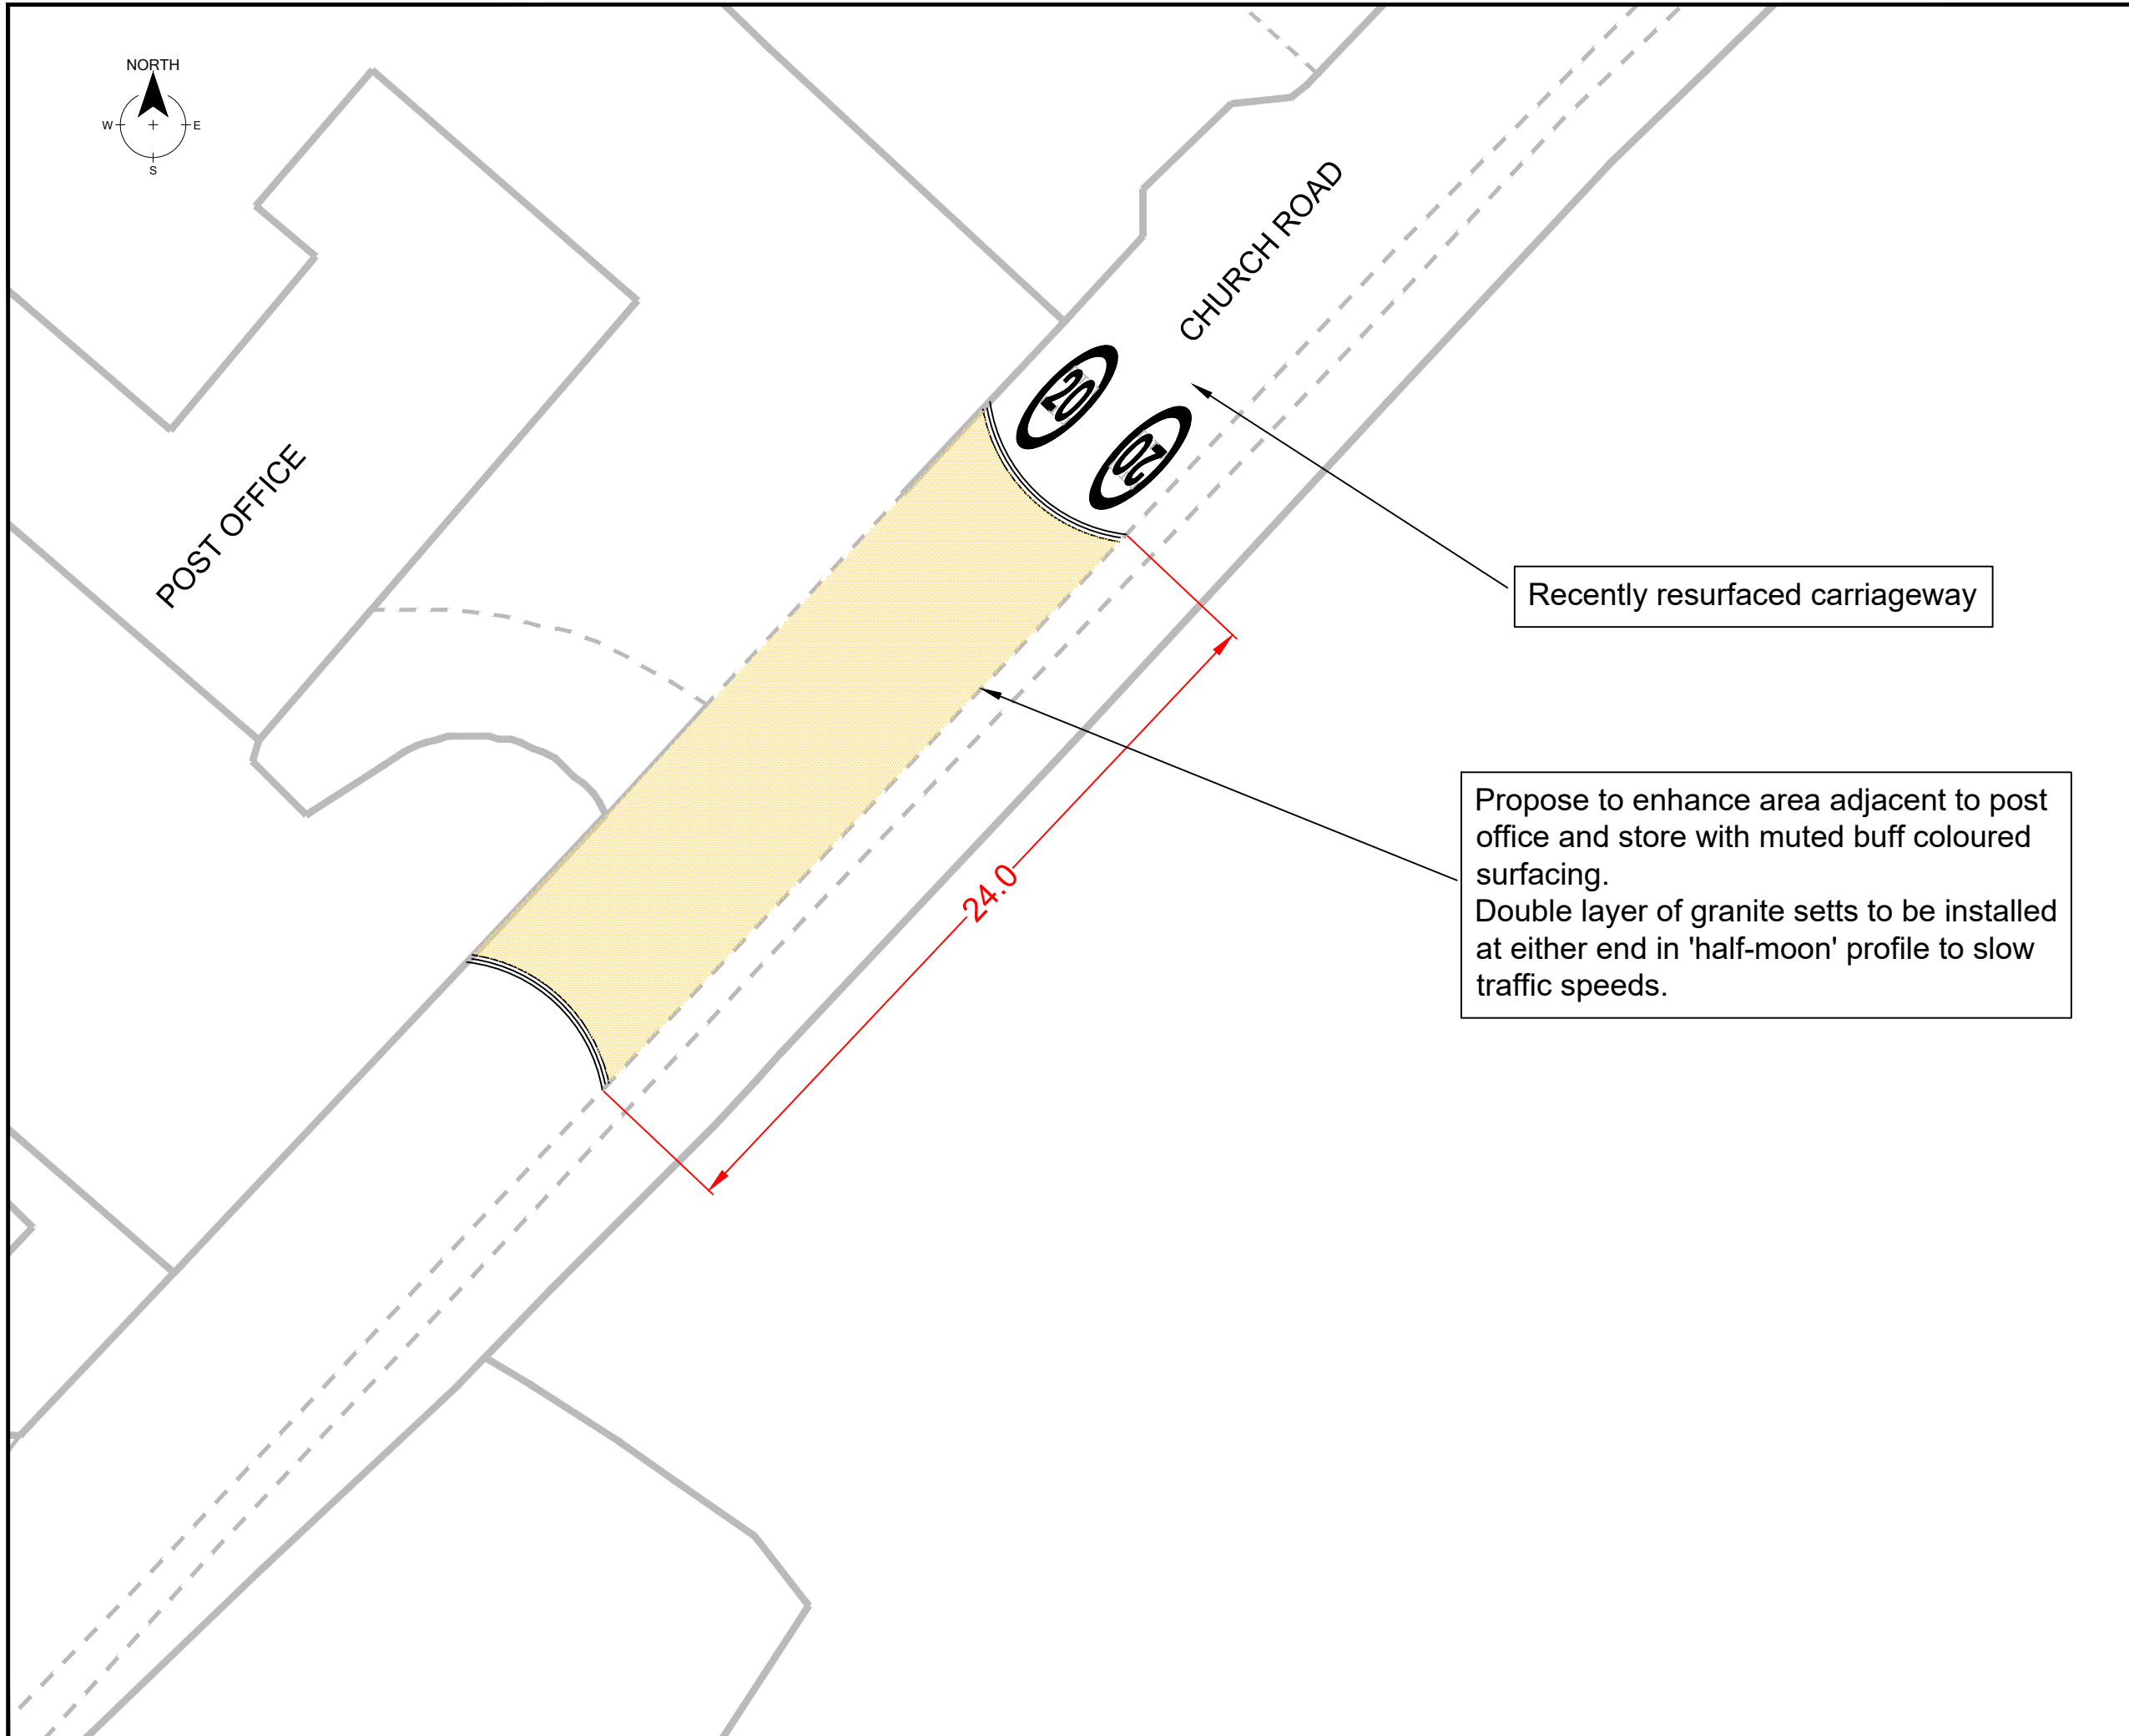 NORTH
W
E
S
CHURCH ROAD
20
20
POST OFFICE
Recently resurfaced carriageway
Propose to enhance area adjacent to post
office and store with muted buff coloured
surfacing.
Double layer of granite setts to be installed
at either end in 'half-moon' profile to slow
traffic speeds.
24.0